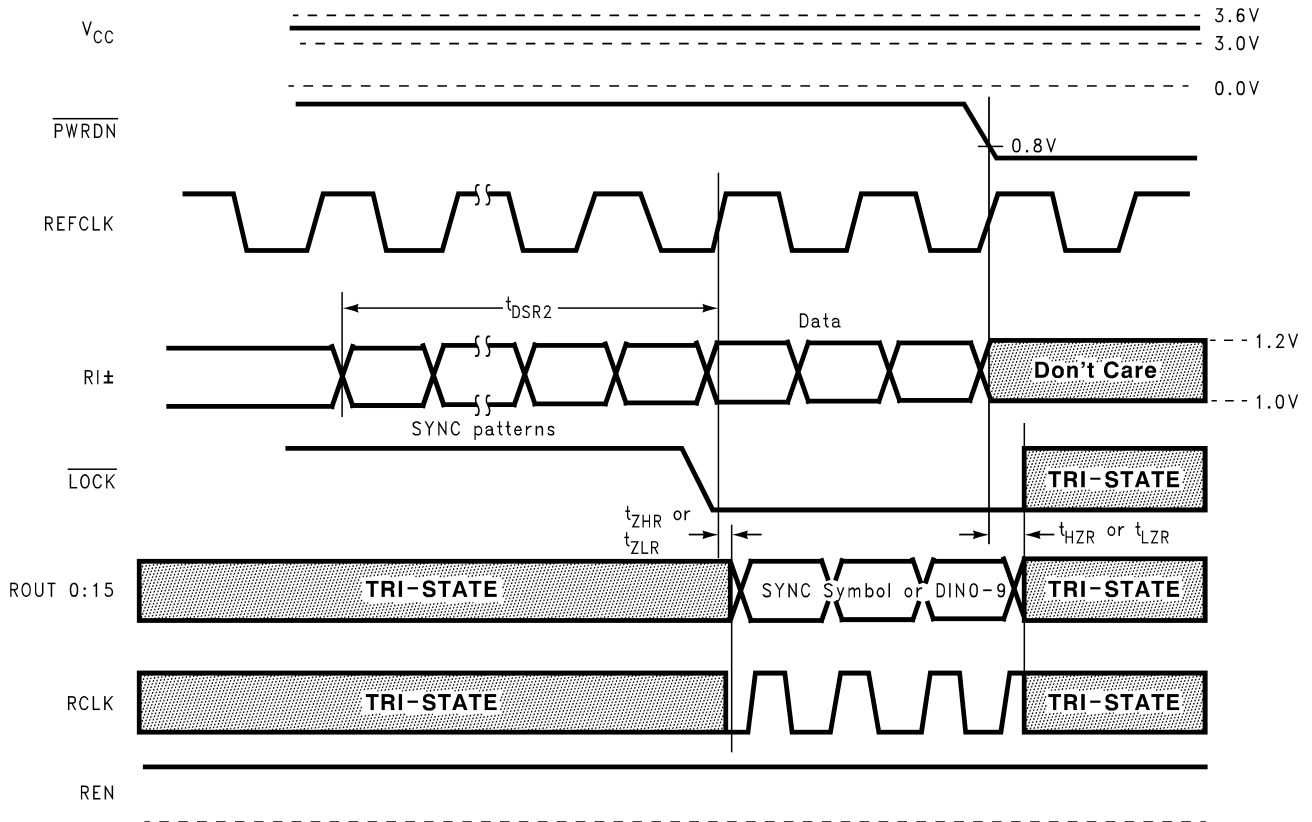 V_CC
3.6V
3.0V
0.0V
PWRDN
0.8V
REFCLK
t_DSR2
Data
RI±
Don't Care
1.2V
1.0V
SYNC patterns
LOCK
TRI-STATE
t_ZHR or
t_ZLR
t_HZR or t_LZR
ROUT 0:15
TRI-STATE
SYNC Symbol or DIN0-9
TRI-STATE
RCLK
TRI-STATE
TRI-STATE
REN